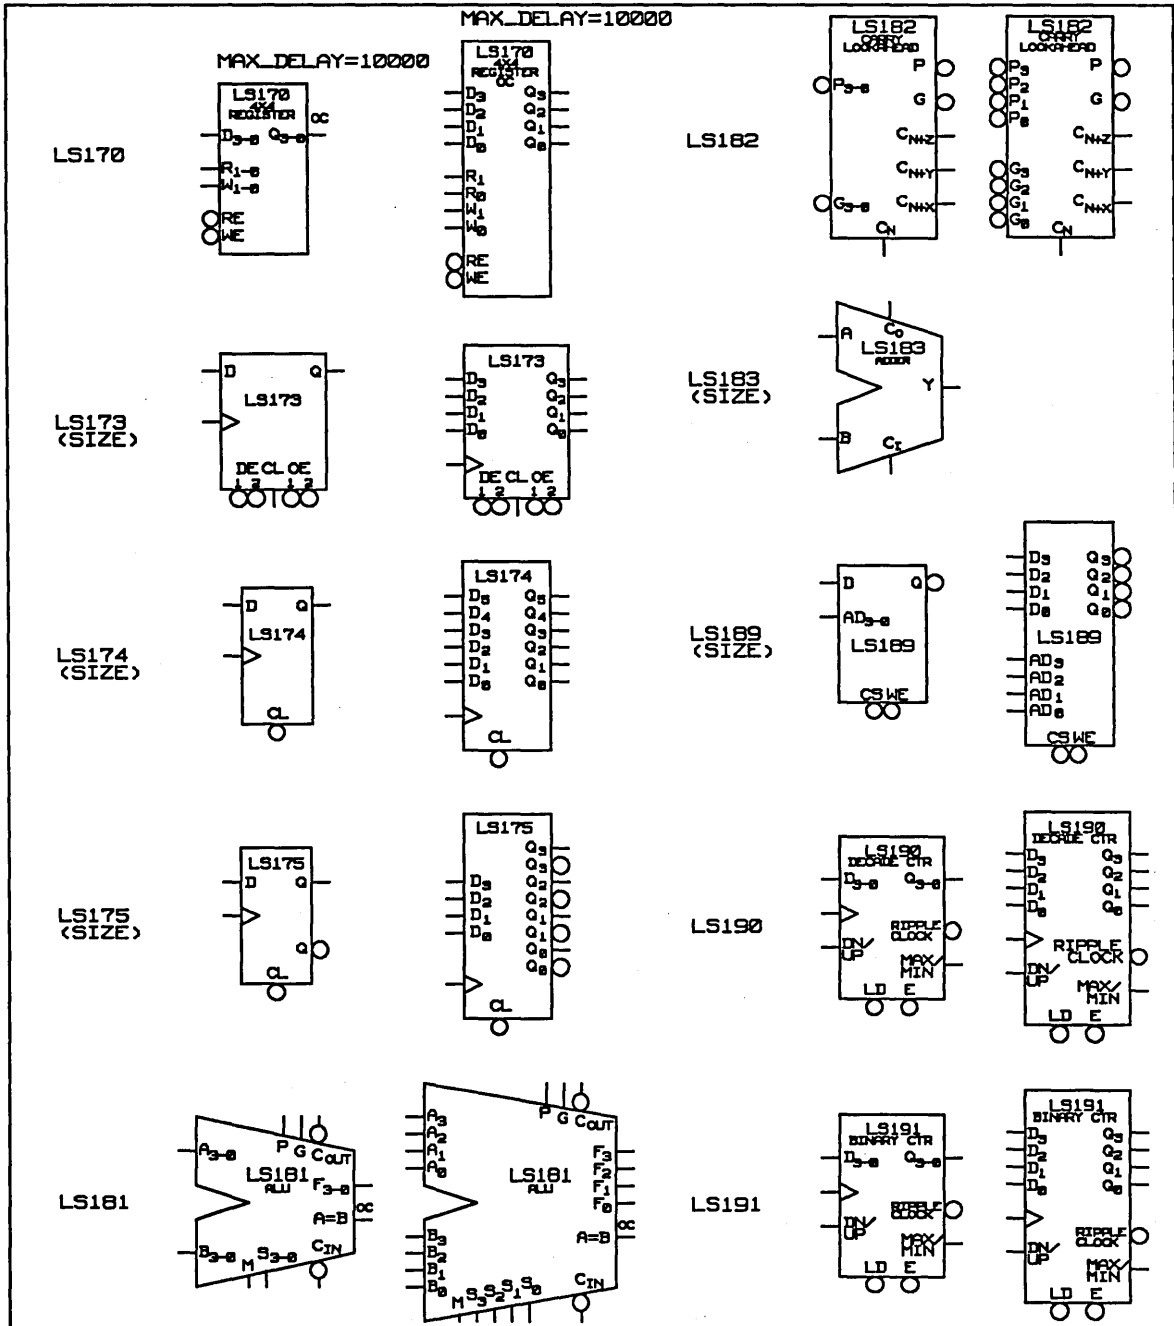 MAX_DELAY=10000
MAX_DELAY=10000
LS170
LS170
4X4
REGISTER
OC
D3-0 Q3-0
R1-0
W1-0
RE
WE
LS170
4X4
REGISTER
OC
D3 Q3
D2 Q2
D1 Q1
D0 Q0
R1
R0
W1
W0
RE
WE
LS173
(SIZE)
D Q
LS173
DE CL OE
1 2 1 2
LS173
D3 Q3
D2 Q2
D1 Q1
D0 Q0
DE CL OE
1 2 1 2
LS174
(SIZE)
D Q
LS174
CL
LS174
D5 Q5
D4 Q4
D3 Q3
D2 Q2
D1 Q1
D0 Q0
CL
LS175
(SIZE)
LS175
D Q
Q
CL
LS175
Q3
Q3
D3 Q2
D2 Q2
D1 Q1
D0 Q1
Q0
Q0
CL
LS181
P G COUT
A3-0
LS181
ALU
F3-0
OC
A=B
B3-0
M S3-0 CIN
P G COUT
A3
A2
A1
A0
LS181
ALU
F3
F2
F1
F0
OC
A=B
B3
B2
B1
B0
M S3 S2 S1 S0 CIN
LS182
LS182
CARRY
LOOKAHEAD
P
P3-0
G
CN+Z
CN+Y
G3-0 CN+X
CN
LS182
CARRY
LOOKAHEAD
P3 P
P2
P1 G
P0
CN+Z
G3 CN+Y
G2
G1 CN+X
G0
CN
LS183
(SIZE)
CO
A
LS183
ADDER
Y
B
CI
LS189
(SIZE)
D Q
AD3-0
LS189
CS WE
D3 Q3
D2 Q2
D1 Q1
D0 Q0
LS189
AD3
AD2
AD1
AD0
CS WE
LS190
LS190
DECADE CTR
D3-0 Q3-0
RIPPLE
CLOCK
DN/
UP
MAX/
MIN
LD E
LS190
DECADE CTR
D3 Q3
D2 Q2
D1 Q1
D0 Q0
RIPPLE
CLOCK
DN/
UP
MAX/
MIN
LD E
LS191
LS191
BINARY CTR
D3-0 Q3-0
RIPPLE
CLOCK
DN/
UP
MAX/
MIN
LD E
LS191
BINARY CTR
D3 Q3
D2 Q2
D1 Q1
D0 Q0
RIPPLE
CLOCK
DN/
UP
MAX/
MIN
LD E